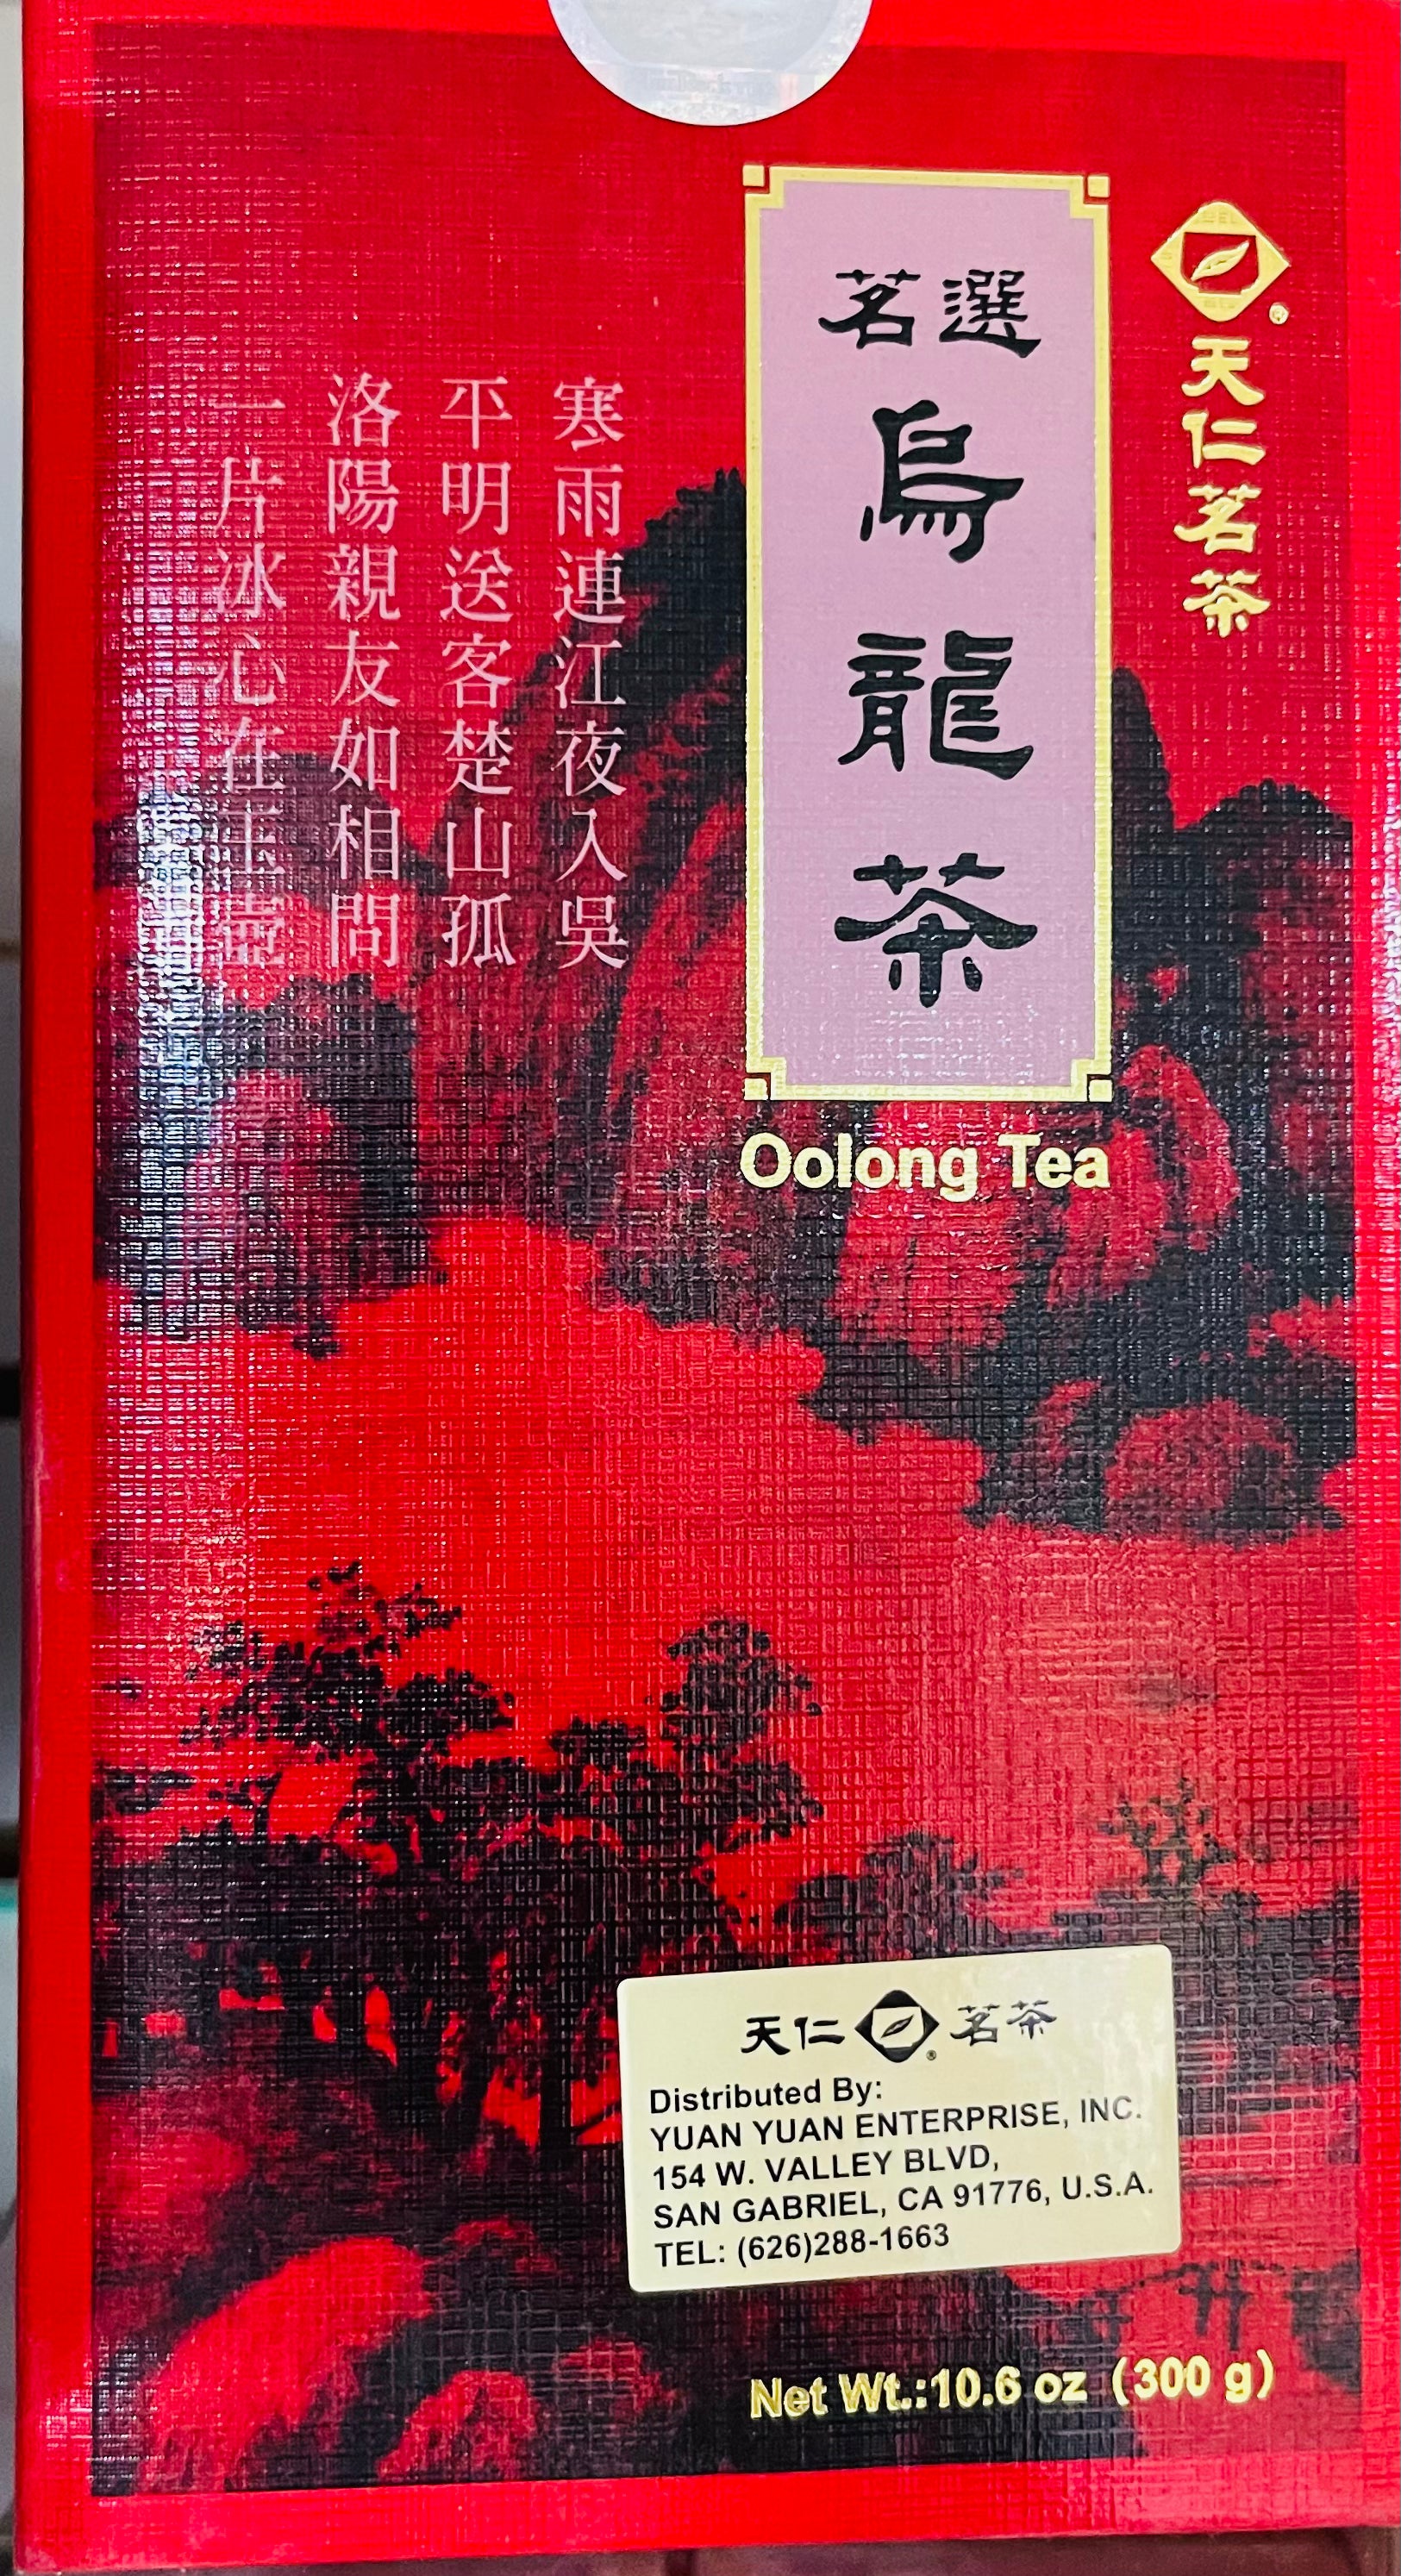 天仁茗茶
選茗
烏龍茶
Oolong Tea
寒雨連江夜入吳
平明送客楚山孤
洛陽親友如相問
一片冰心在玉壺
天仁茗茶
Distributed By:
YUAN YUAN ENTERPRISE, INC.
154 W. VALLEY BLVD,
SAN GABRIEL, CA 91776, U.S.A.
TEL: (626)288-1663
Net Wt.:10.6 oz (300 g)